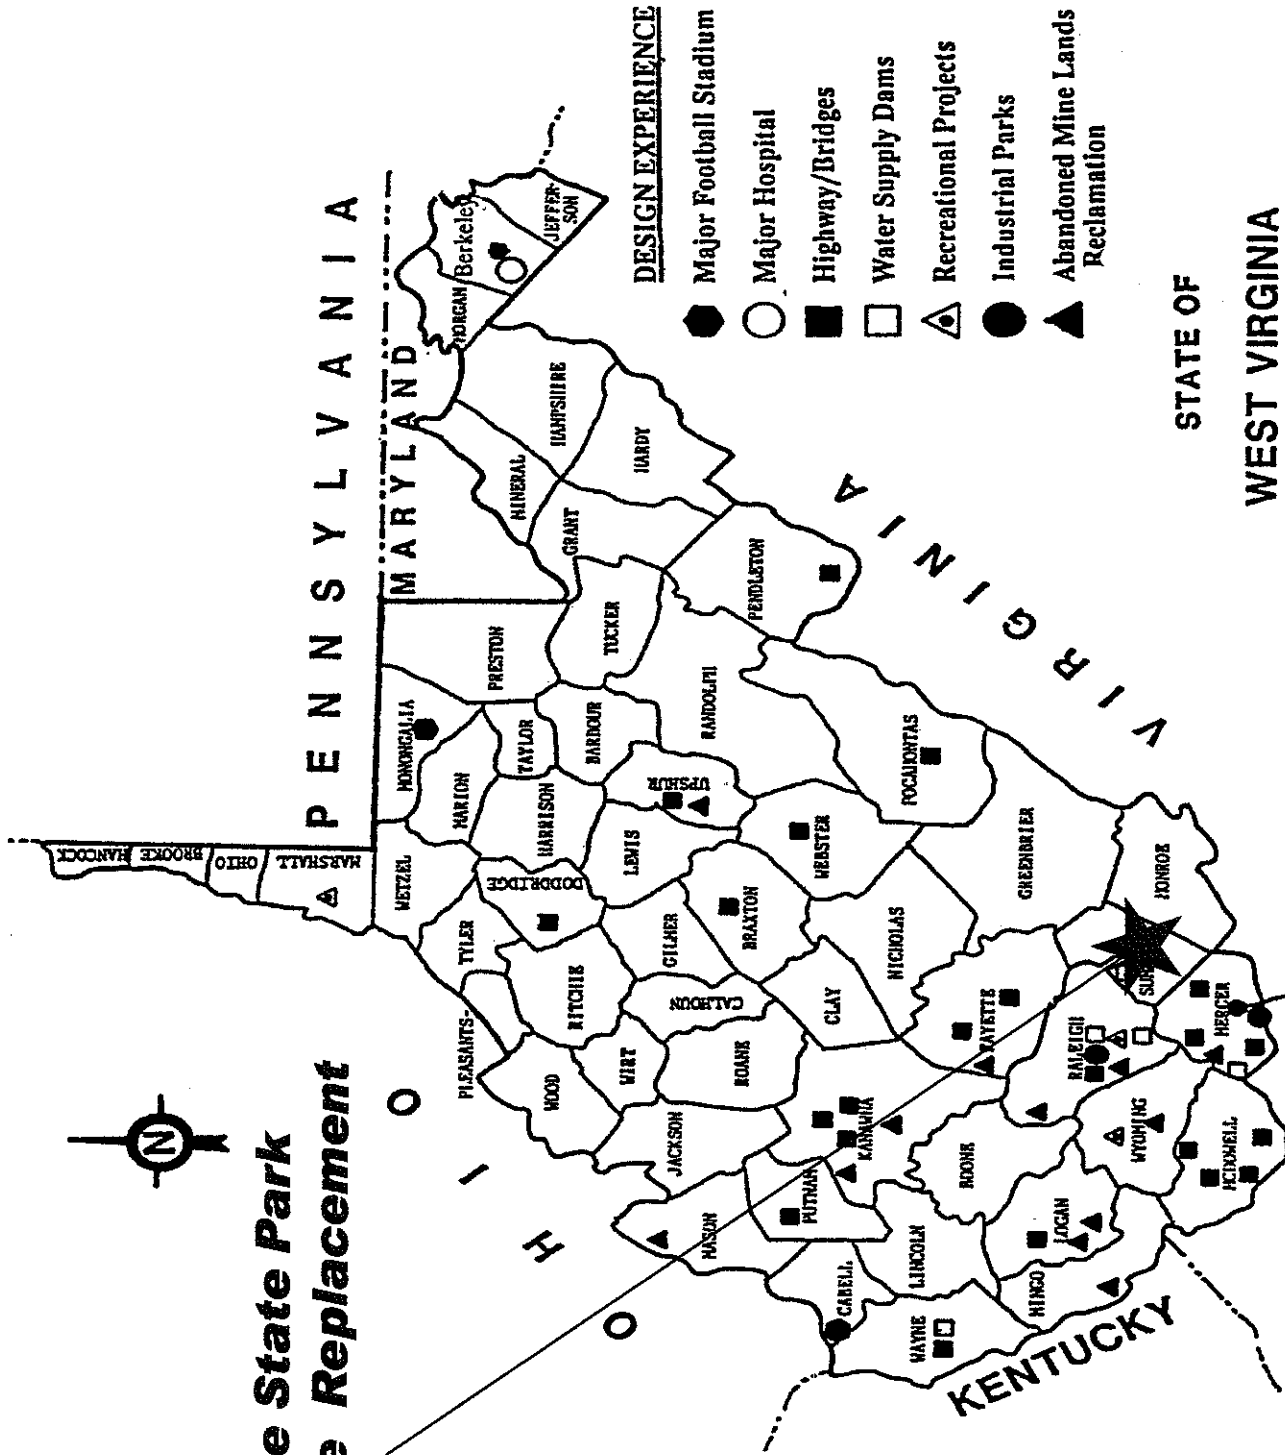 e State Park
e Replacement
N
PENNSYLVANIA
MARYLAND
OHIO
VIRGINIA
KENTUCKY
HANCOCK
BROOKE
OHIO
MARSHALL
WETZEL
MONONGALIA
MARION
PRESTON
TAYLOR
TYLER
PLEASANTS-
DODDRIDGE
HARRISON
BARBOUR
TUCKER
GRANT
MINERAL
HAMPSHIRE
HARDY
MORGAN
Berkeley
JEFFER-
SON
WOOD
RITCHIE
WIRT
GILMER
LEWIS
UPSHUR
RANDOLPH
PENDLETON
JACKSON
ROANE
CALHOUN
BRAXTON
WEBSTER
POCAHONTAS
MASON
PUTNAM
KANAWHA
CLAY
NICHOLAS
GREENBRIER
CABELL
LINCOLN
BOONE
FAYETTE
WAYNE
MINGO
LOGAN
RALEIGH
SUM
MONROE
WYOMING
MCDOWELL
MERCER
DESIGN EXPERIENCE
Major Football Stadium
Major Hospital
Highway/Bridges
Water Supply Dams
Recreational Projects
Industrial Parks
Abandoned Mine Lands
Reclamation
STATE OF
WEST VIRGINIA